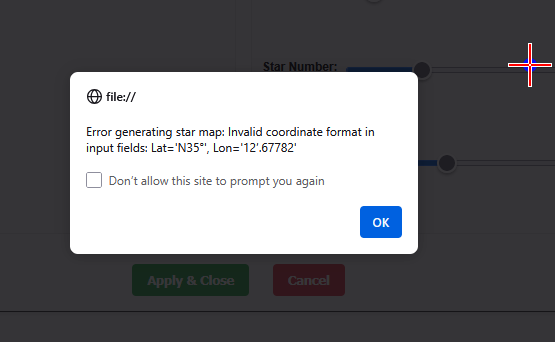 Star Number:
file://
Error generating star map: Invalid coordinate format in
input fields: Lat='N35°', Lon='12'.67782'
Don't allow this site to prompt you again
OK
Apply & Close
Cancel